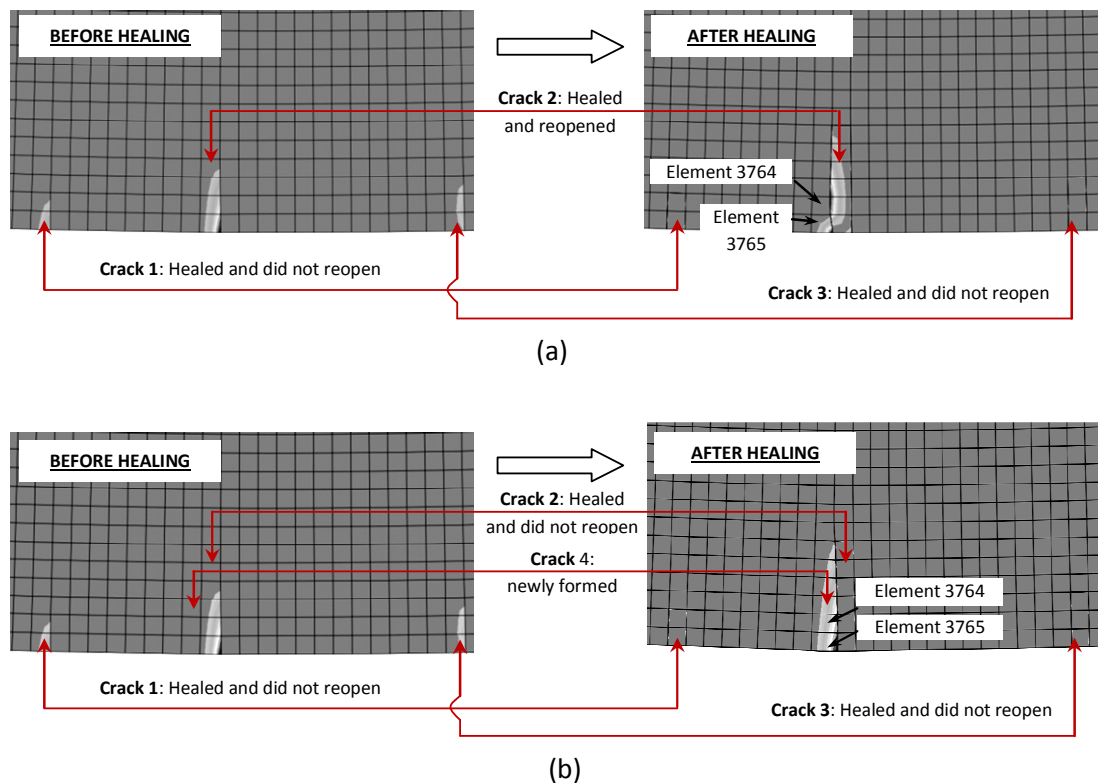 BEFORE HEALING
AFTER HEALING
Crack 2: Healed
and reopened
Element 3764
Element
3765
Crack 1: Healed and did not reopen
Crack 3: Healed and did not reopen
(a)
BEFORE HEALING
AFTER HEALING
Crack 2: Healed
and did not reopen
Crack 4:
newly formed
Element 3764
Element 3765
Crack 1: Healed and did not reopen
Crack 3: Healed and did not reopen
(b)